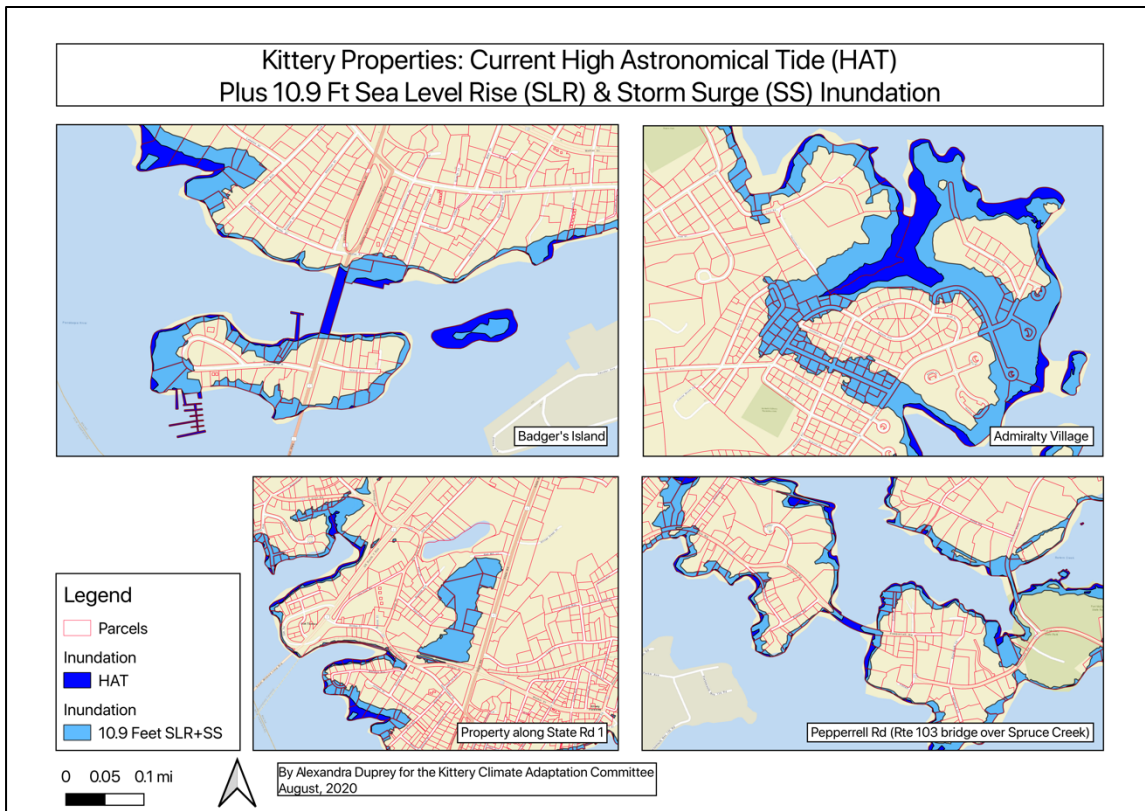 Kittery Properties: Current High Astronomical Tide (HAT)
Plus 10.9 Ft Sea Level Rise (SLR) & Storm Surge (SS) Inundation
Badger's Island
Admiralty Village
Property along State Rd 1
Pepperrell Rd (Rte 103 bridge over Spruce Creek)
Legend
Parcels
Inundation
HAT
Inundation
10.9 Feet SLR+SS
0 0.05 0.1 mi
By Alexandra Duprey for the Kittery Climate Adaptation Committee
August, 2020